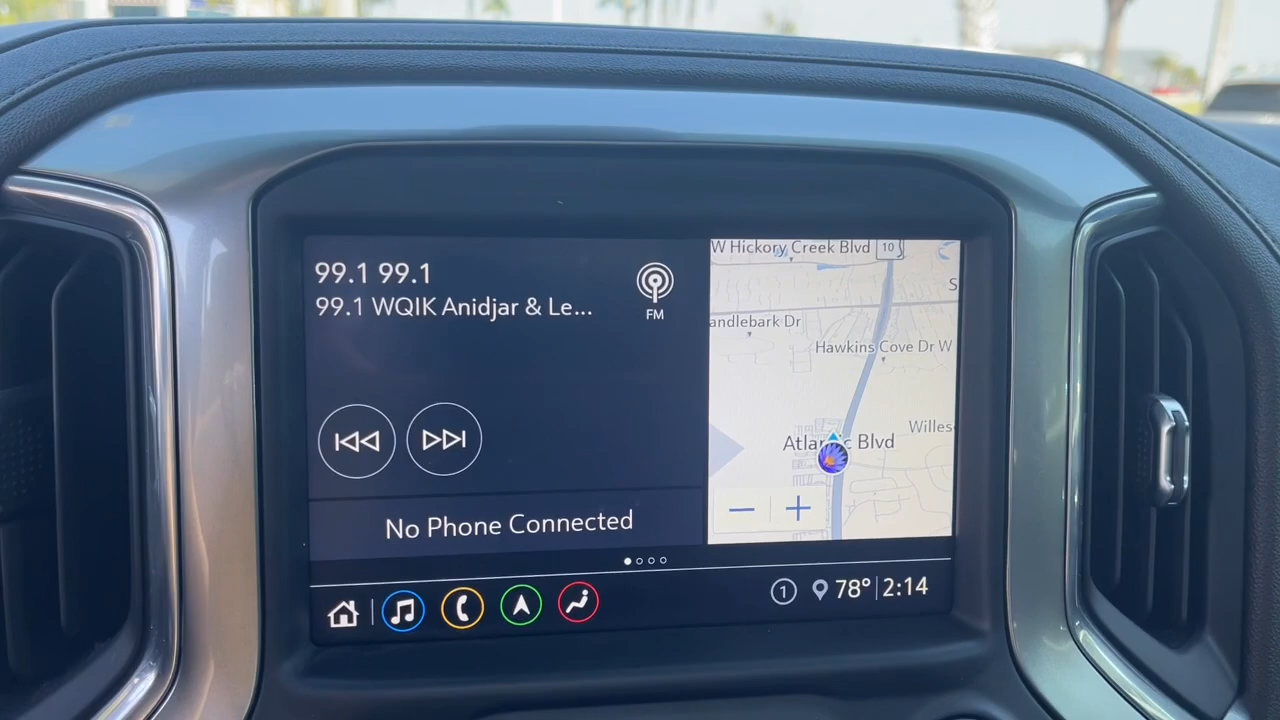 99.1 99.1
99.1 WQIK Anidjar & Le...
FM
No Phone Connected
W Hickory Creek Blvd
10
S
andlebark Dr
Hawkins Cove Dr W
Willes
Atlantic Blvd
1
78°
2:14